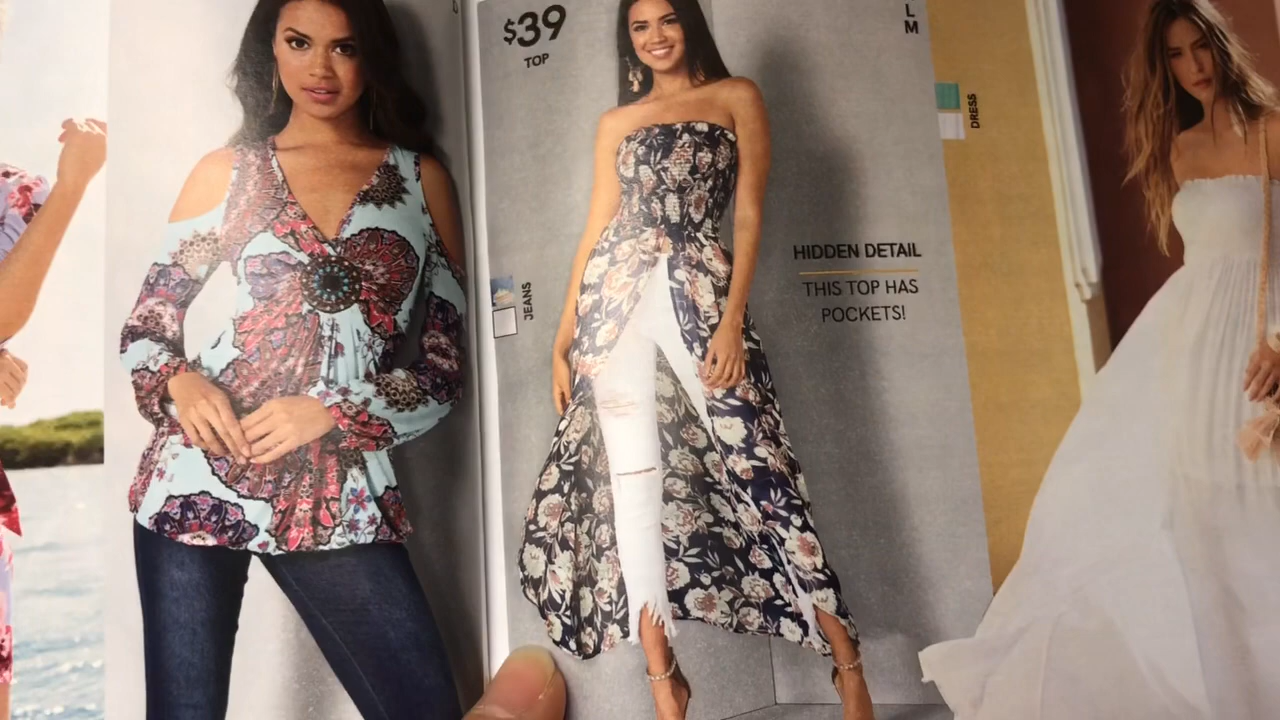 $39
TOP
JEANS
HIDDEN DETAIL
THIS TOP HAS
POCKETS!
L
M
DRESS